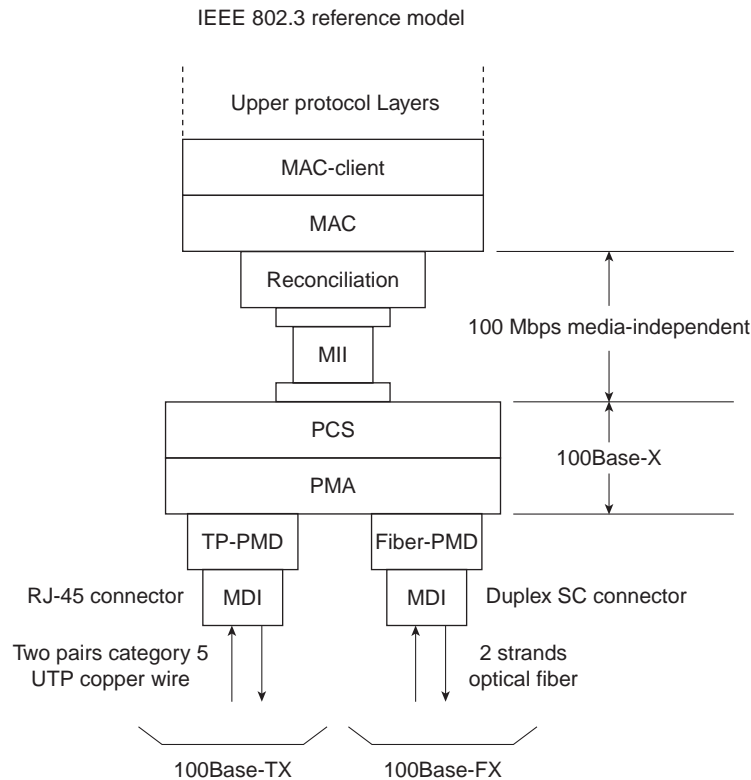 IEEE 802.3 reference model
Upper protocol Layers
MAC-client
MAC
Reconciliation
100 Mbps media-independent
MII
PCS
100Base-X
PMA
TP-PMD
Fiber-PMD
RJ-45 connector
MDI
MDI
Duplex SC connector
Two pairs category 5
UTP copper wire
2 strands
optical fiber
100Base-TX
100Base-FX